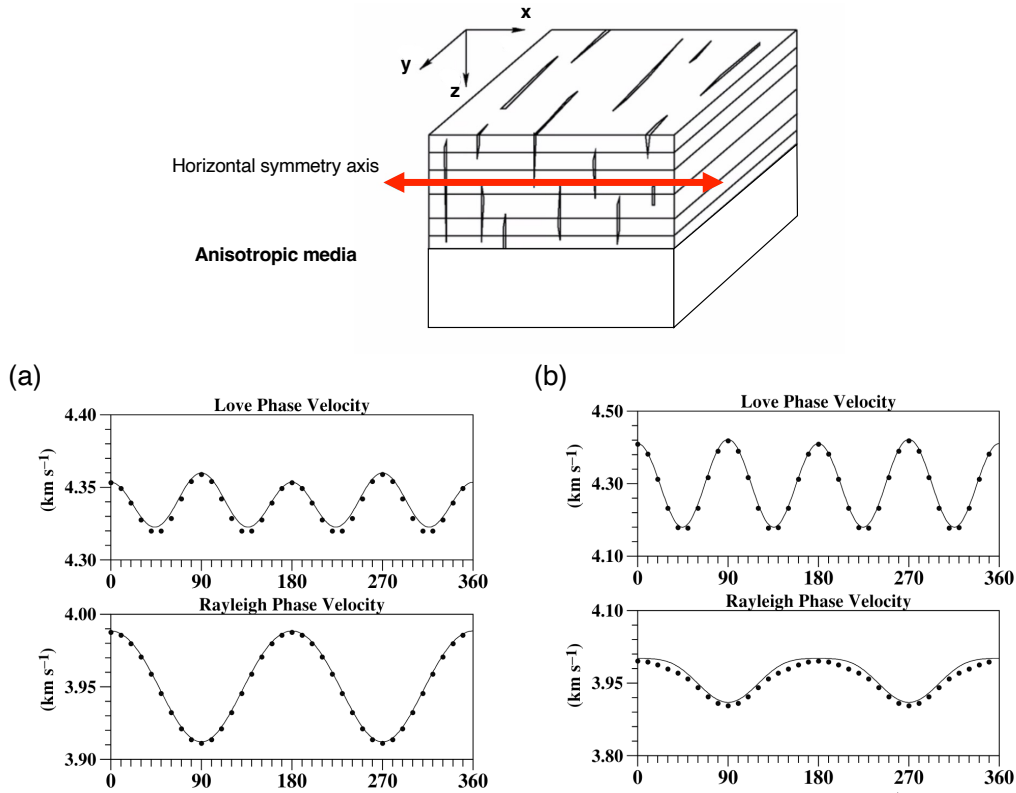 x
y
z
Horizontal symmetry axis
Anisotropic media
(a)
Love Phase Velocity
4.40
4.35
4.30
(km s⁻¹)
0 90 180 270 360
Rayleigh Phase Velocity
4.00
3.95
3.90
(km s⁻¹)
0 90 180 270 360
(b)
Love Phase Velocity
4.50
4.30
4.10
(km s⁻¹)
0 90 180 270 360
Rayleigh Phase Velocity
4.10
3.95
3.80
(km s⁻¹)
0 90 180 270 360